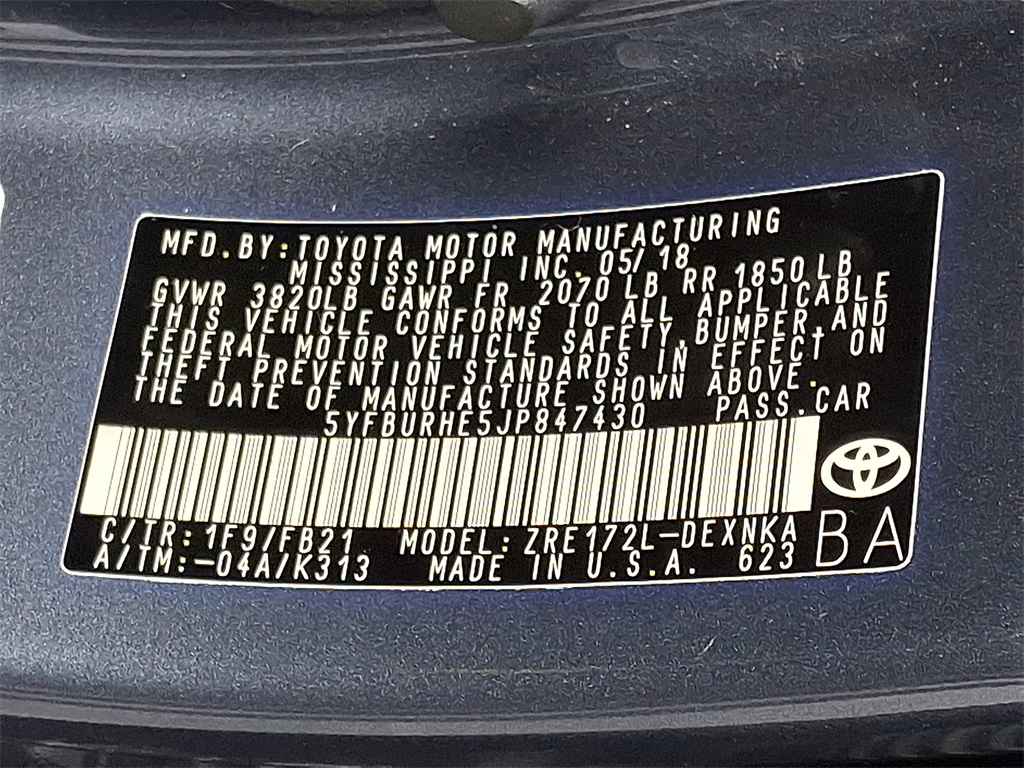 MFD.BY:TOYOTA MOTOR MANUFACTURING
MISSISSIPPI INC. 05/18
GVWR 3820LB GAWR FR 2070 LB RR 1850LB
THIS VEHICLE CONFORMS TO ALL APPLICABLE
FEDERAL MOTOR VEHICLE SAFETY,BUMPER,AND
THEFT PREVENTION STANDARDS IN EFFECT ON
THE DATE OF MANUFACTURE SHOWN ABOVE.
5YFBURHE5JP847430 PASS.CAR
C/TR:1F9/FB21 MODEL:ZRE172L-DEXNKA
A/TM:-04A/K313 MADE IN U.S.A. 623
BA